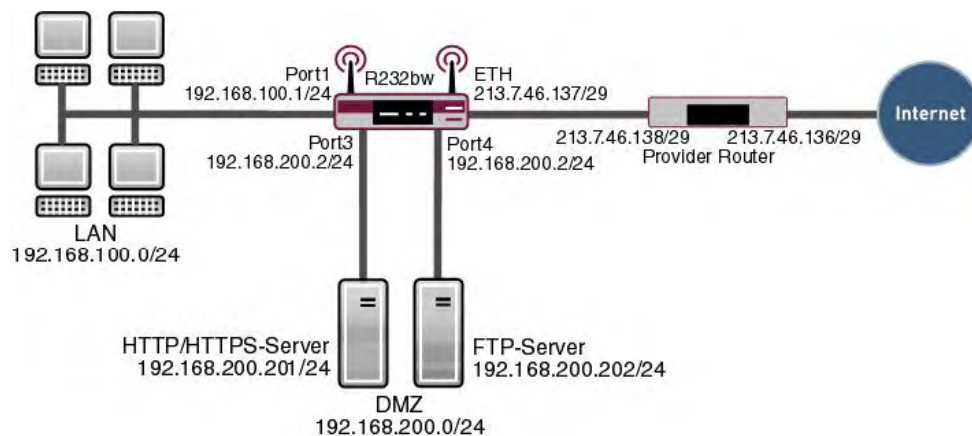 Port1
192.168.100.1/24
R232bw
ETH
213.7.46.137/29
Internet
213.7.46.138/29
213.7.46.136/29
Provider Router
Port3
192.168.200.2/24
Port4
192.168.200.2/24
LAN
192.168.100.0/24
HTTP/HTTPS-Server
192.168.200.201/24
FTP-Server
192.168.200.202/24
DMZ
192.168.200.0/24